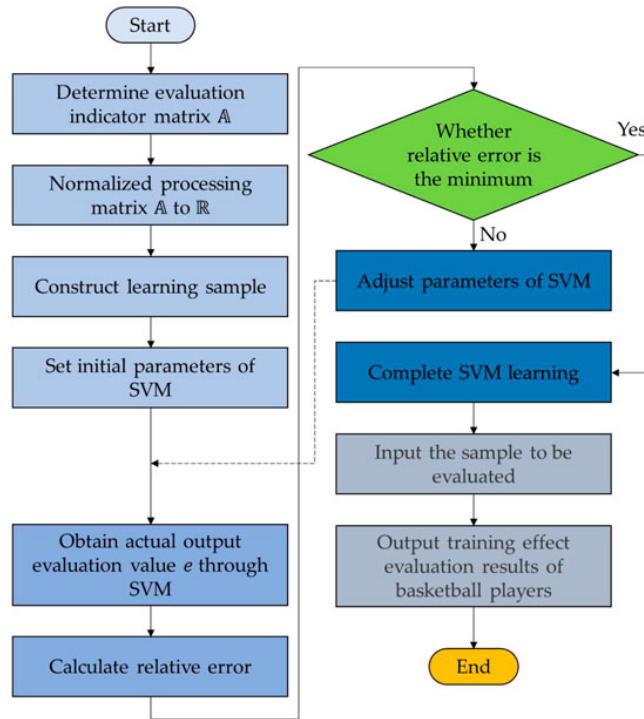 Start
Determine evaluation
indicator matrix 𝔸
Normalized processing
matrix 𝔸 to ℝ
Construct learning sample
Set initial parameters of
SVM
Obtain actual output
evaluation value e through
SVM
Calculate relative error
Whether
relative error is
the minimum
Yes
No
Adjust parameters of SVM
Complete SVM learning
Input the sample to be
evaluated
Output training effect
evaluation results of
basketball players
End